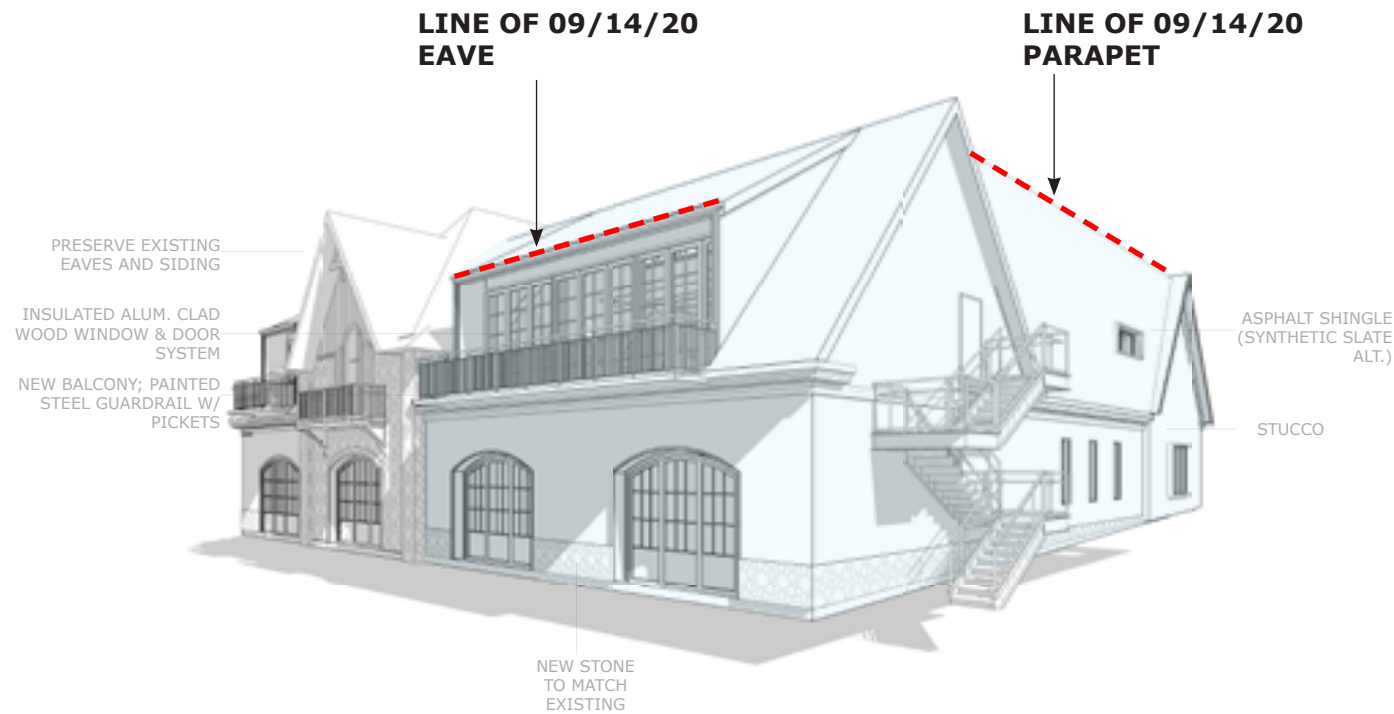 LINE OF 09/14/20
EAVE
LINE OF 09/14/20
PARAPET
PRESERVE EXISTING
EAVES AND SIDING
INSULATED ALUM. CLAD
WOOD WINDOW & DOOR
SYSTEM
NEW BALCONY; PAINTED
STEEL GUARDRAIL W/
PICKETS
ASPHALT SHINGLE
(SYNTHETIC SLATE
ALT.)
STUCCO
NEW STONE
TO MATCH
EXISTING